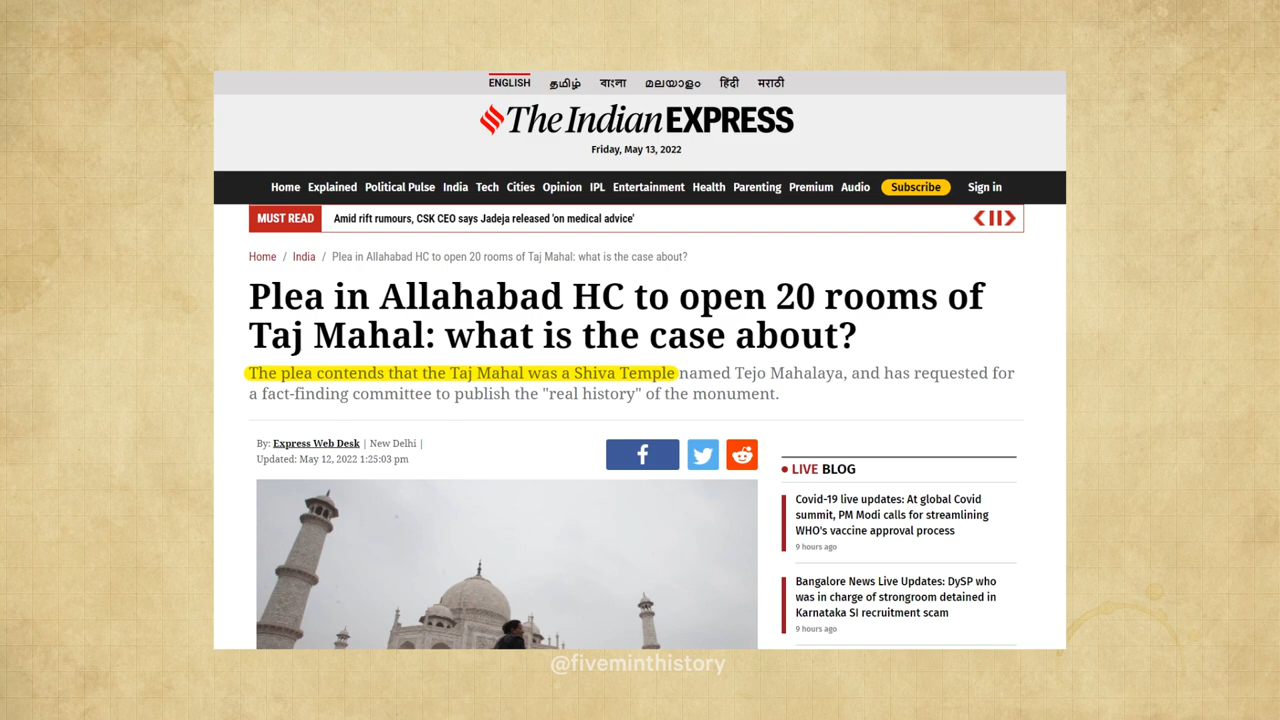 ENGLISH தமிழ் বাংলা മലയാളം हिंदी मराठी
The Indian EXPRESS
Friday, May 13, 2022
Home Explained Political Pulse India Tech Cities Opinion IPL Entertainment Health Parenting Premium Audio Subscribe Sign in
MUST READ Amid rift rumours, CSK CEO says Jadeja released 'on medical advice'
Home / India / Plea in Allahabad HC to open 20 rooms of Taj Mahal: what is the case about?
Plea in Allahabad HC to open 20 rooms of
Taj Mahal: what is the case about?
The plea contends that the Taj Mahal was a Shiva Temple named Tejo Mahalaya, and has requested for
a fact-finding committee to publish the "real history" of the monument.
By: Express Web Desk | New Delhi |
Updated: May 12, 2022 1:25:03 pm
LIVE BLOG
Covid-19 live updates: At global Covid
summit, PM Modi calls for streamlining
WHO's vaccine approval process
9 hours ago
Bangalore News Live Updates: DySP who
was in charge of strongroom detained in
Karnataka SI recruitment scam
9 hours ago
@fiveminthistory